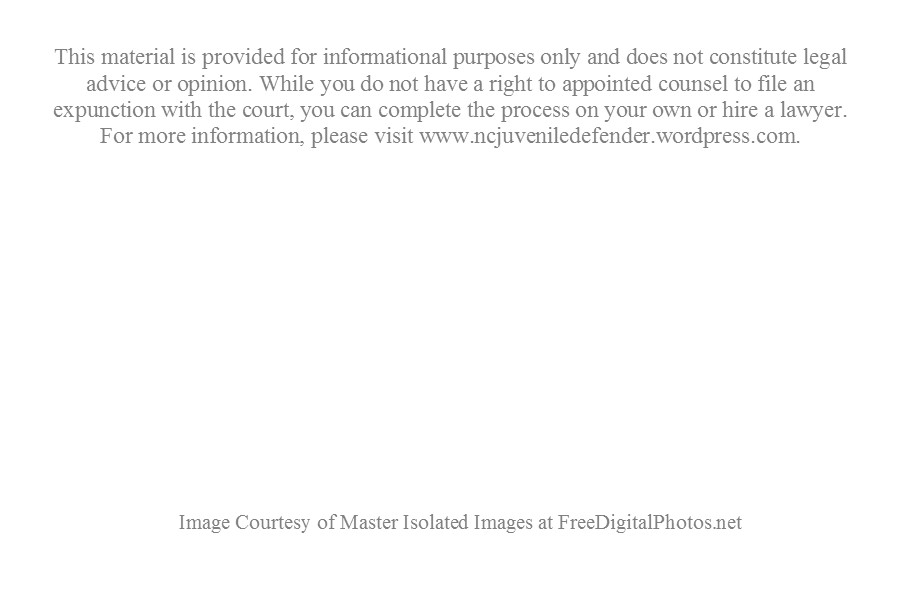 This material is provided for informational purposes only and does not constitute legal
advice or opinion. While you do not have a right to appointed counsel to file an
expunction with the court, you can complete the process on your own or hire a lawyer.
For more information, please visit www.ncjuveniledefender.wordpress.com.
Image Courtesy of Master Isolated Images at FreeDigitalPhotos.net